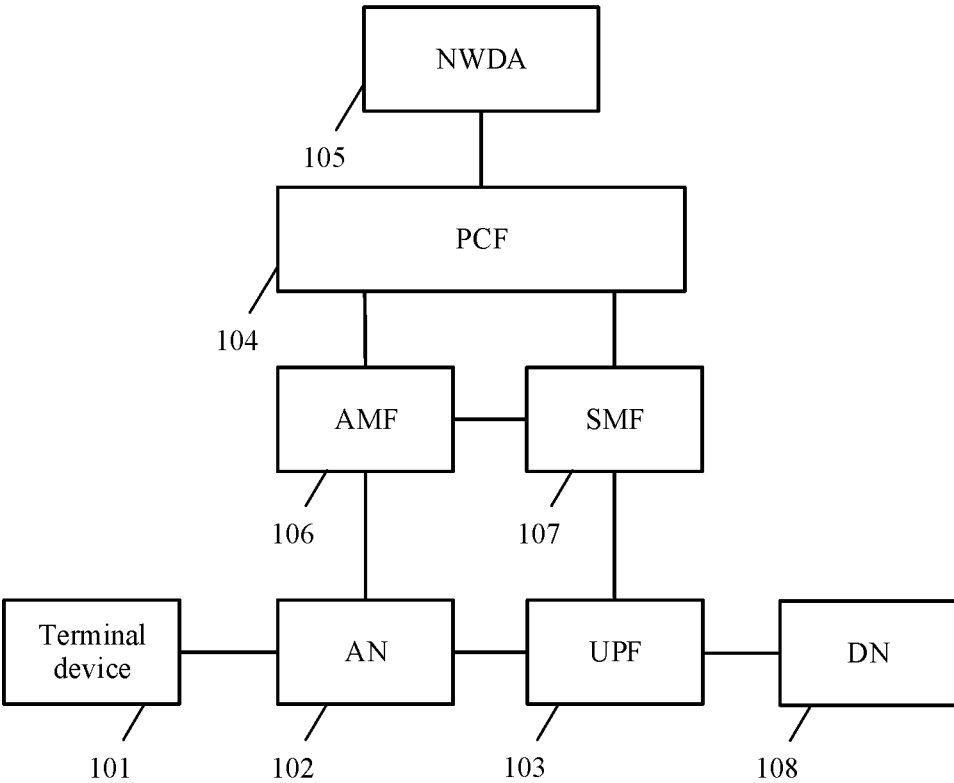 NWDA
105
PCF
104
AMF
SMF
106
107
Terminal
device
AN
UPF
DN
101
102
103
108